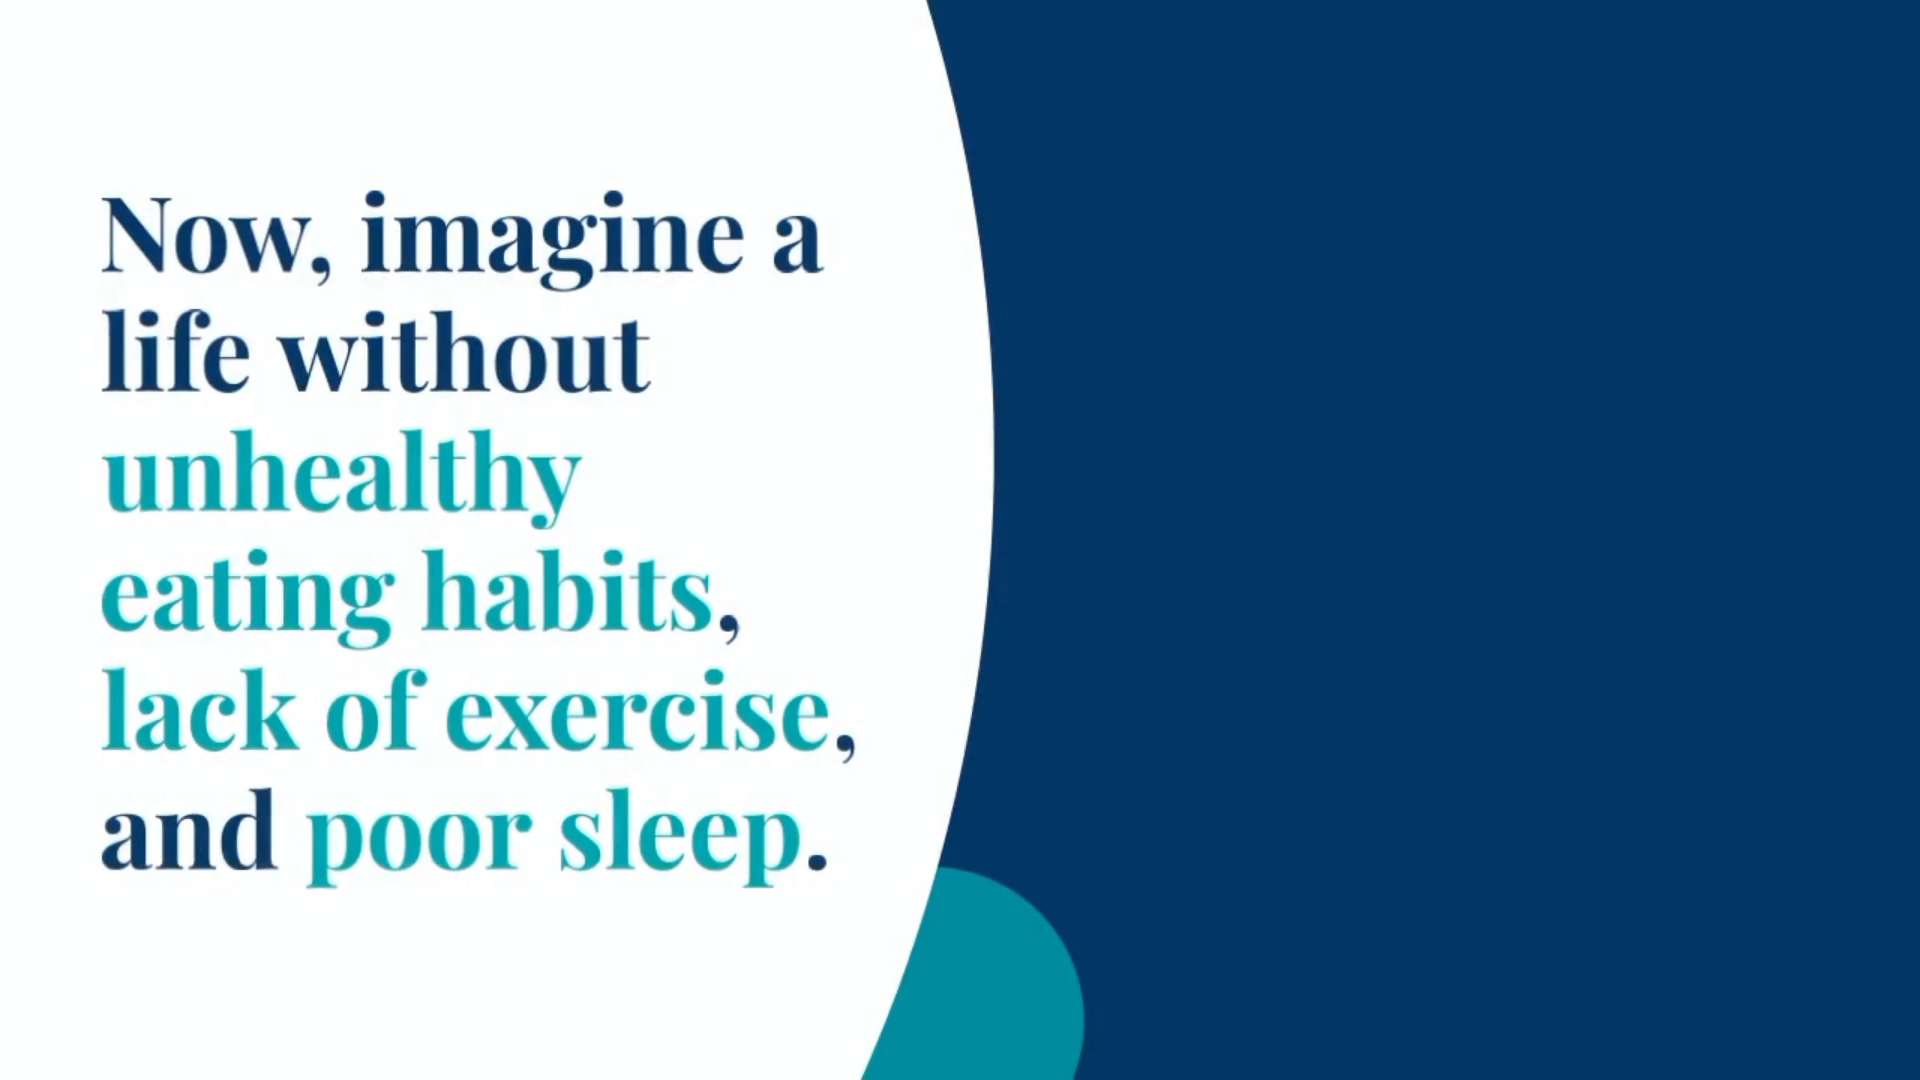 Now, imagine a
life without
unhealthy
eating habits,
lack of exercise,
and poor sleep.